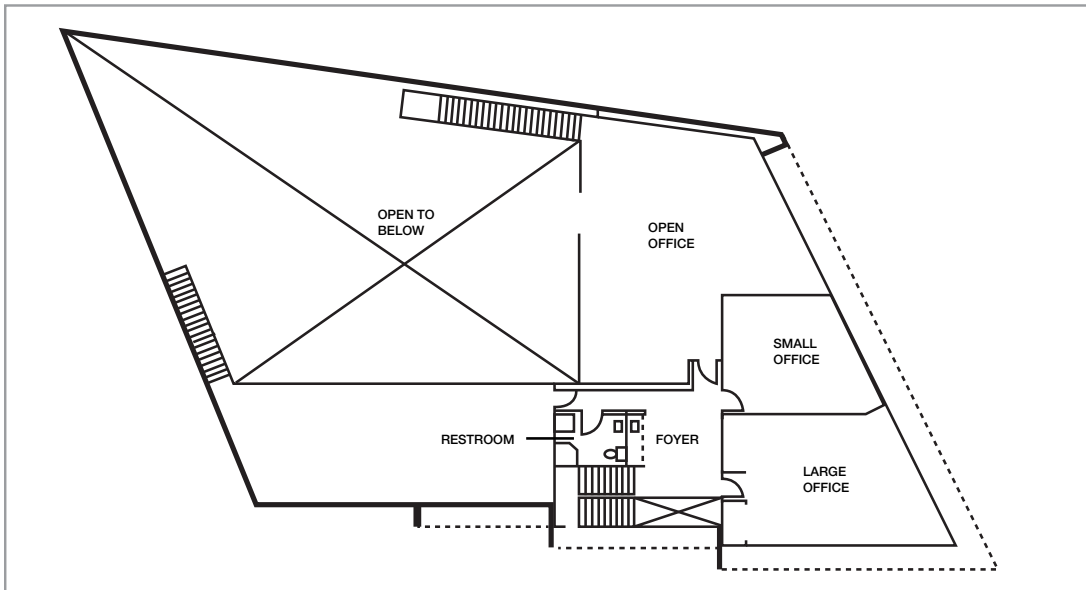 OPEN TO
BELOW
OPEN
OFFICE
SMALL
OFFICE
RESTROOM
FOYER
LARGE
OFFICE